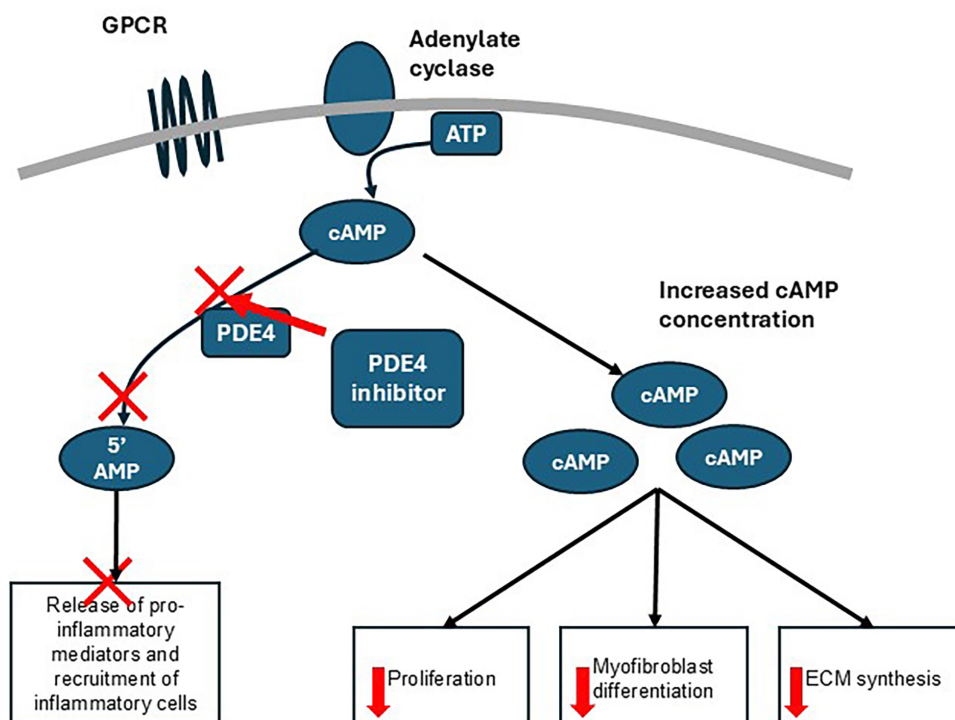 GPCR
Adenylate
cyclase
ATP
cAMP
Increased cAMP
concentration
PDE4
PDE4
inhibitor
cAMP
cAMP
cAMP
5’
AMP
Release of pro-
inflammatory
mediators and
recruitment of
inflammatory cells
Proliferation
Myofibroblast
differentiation
ECM synthesis